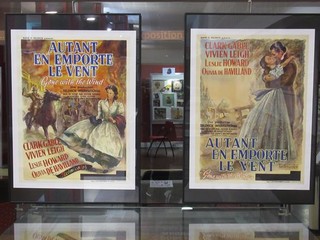 AUTANT
EN EMPORTE
LE VENT
Gone with the Wind
CLARK GABLE
VIVIEN LEIGH
LESLIE
HOWARD
OLIVIA DE HAVILLAND
position
CLARK GABLE
VIVIEN LEIGH
LESLIE
HOWARD
OLIVIA DE HAVILLAND
AUTANT
EN EMPORTE
LE VENT